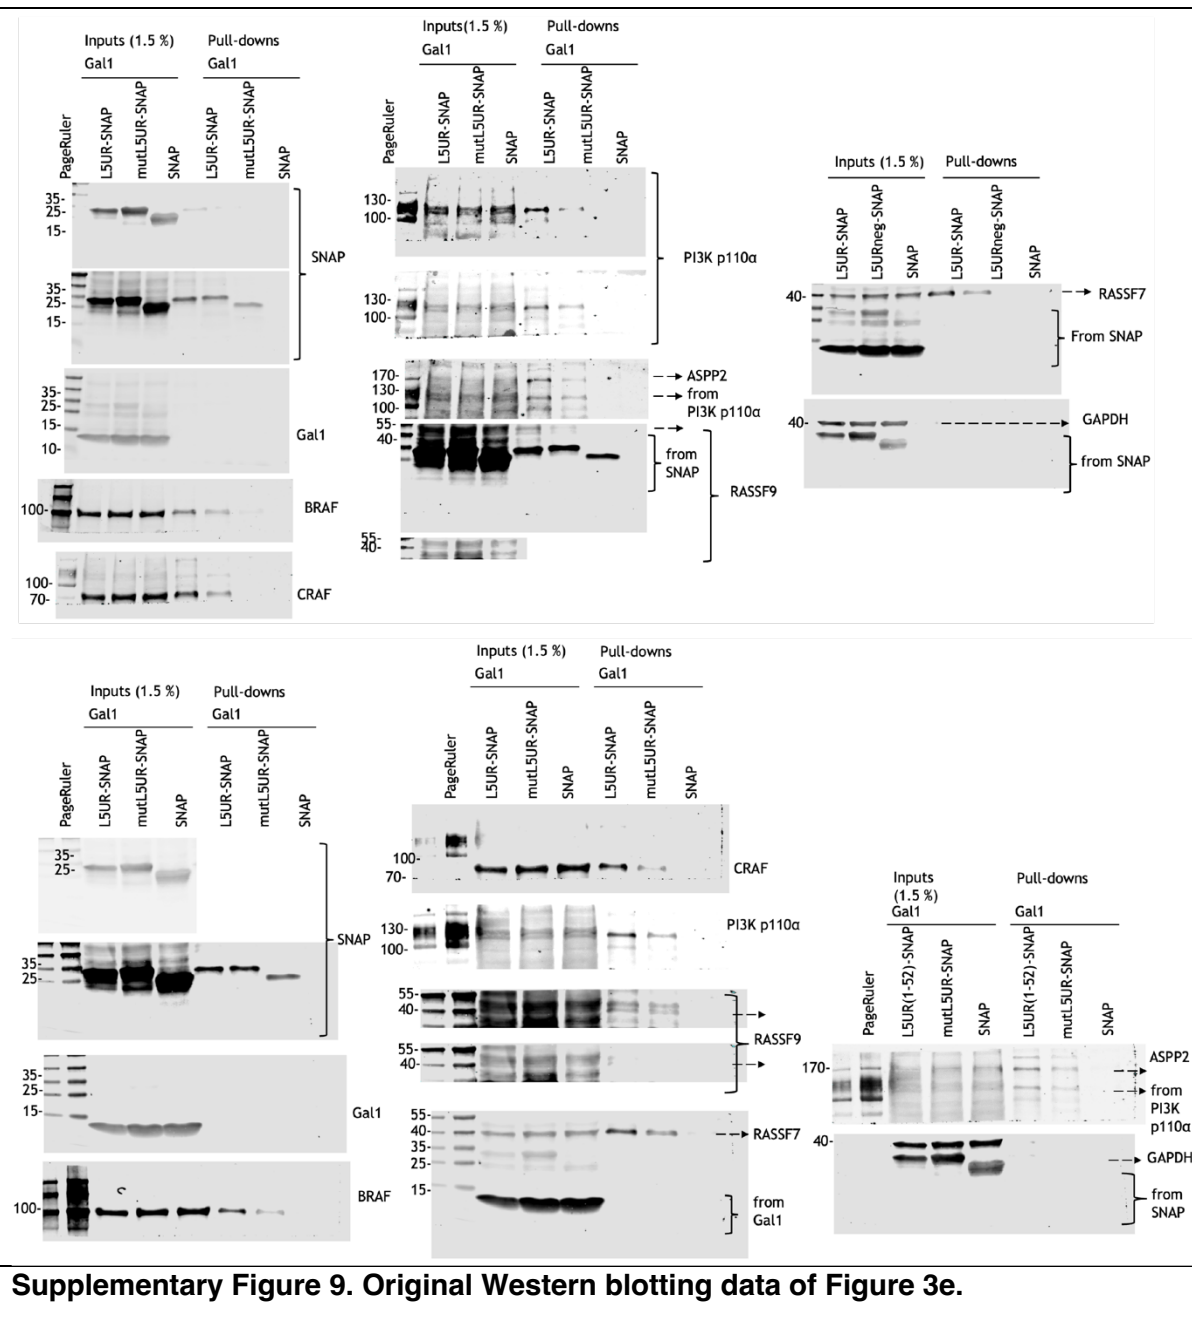 Inputs (1.5 %)
Gal1
Pull-downs
Gal1
PageRuler
L5UR-SNAP
mutL5UR-SNAP
SNAP
L5UR-SNAP
mutL5UR-SNAP
SNAP
35-
25-
15-
SNAP
35-
25-
15-
35-
25-
15-
10-
Gal1
100-
BRAF
100-
70-
CRAF
Inputs(1.5 %)
Gal1
Pull-downs
Gal1
PageRuler
L5UR-SNAP
mutL5UR-SNAP
SNAP
L5UR-SNAP
mutL5UR-SNAP
SNAP
130-
100-
PI3K p110α
130-
100-
170-
130-
100-
ASPP2
from
PI3K p110α
55-
40-
from
SNAP
RASSF9
55-
40-
Inputs (1.5 %)
Pull-downs
L5UR-SNAP
L5URneg-SNAP
SNAP
L5UR-SNAP
L5URneg-SNAP
SNAP
40-
RASSF7
From SNAP
40-
GAPDH
from SNAP
Inputs (1.5 %)
Gal1
Pull-downs
Gal1
PageRuler
L5UR-SNAP
mutL5UR-SNAP
SNAP
L5UR-SNAP
mutL5UR-SNAP
SNAP
35-
25-
SNAP
35-
25-
35-
25-
15-
Gal1
100-
BRAF
Inputs (1.5 %)
Gal1
Pull-downs
Gal1
PageRuler
L5UR-SNAP
mutL5UR-SNAP
SNAP
L5UR-SNAP
mutL5UR-SNAP
SNAP
100-
70-
CRAF
130-
100-
PI3K p110α
55-
40-
RASSF9
55-
40-
55-
40-
35-
25-
15-
RASSF7
from
Gal1
Inputs
(1.5 %)
Gal1
Pull-downs
Gal1
PageRuler
L5UR(1-52)-SNAP
mutL5UR-SNAP
SNAP
L5UR(1-52)-SNAP
mutL5UR-SNAP
SNAP
170-
ASPP2
from
PI3K
p110α
40-
GAPDH
from
SNAP
Supplementary Figure 9. Original Western blotting data of Figure 3e.